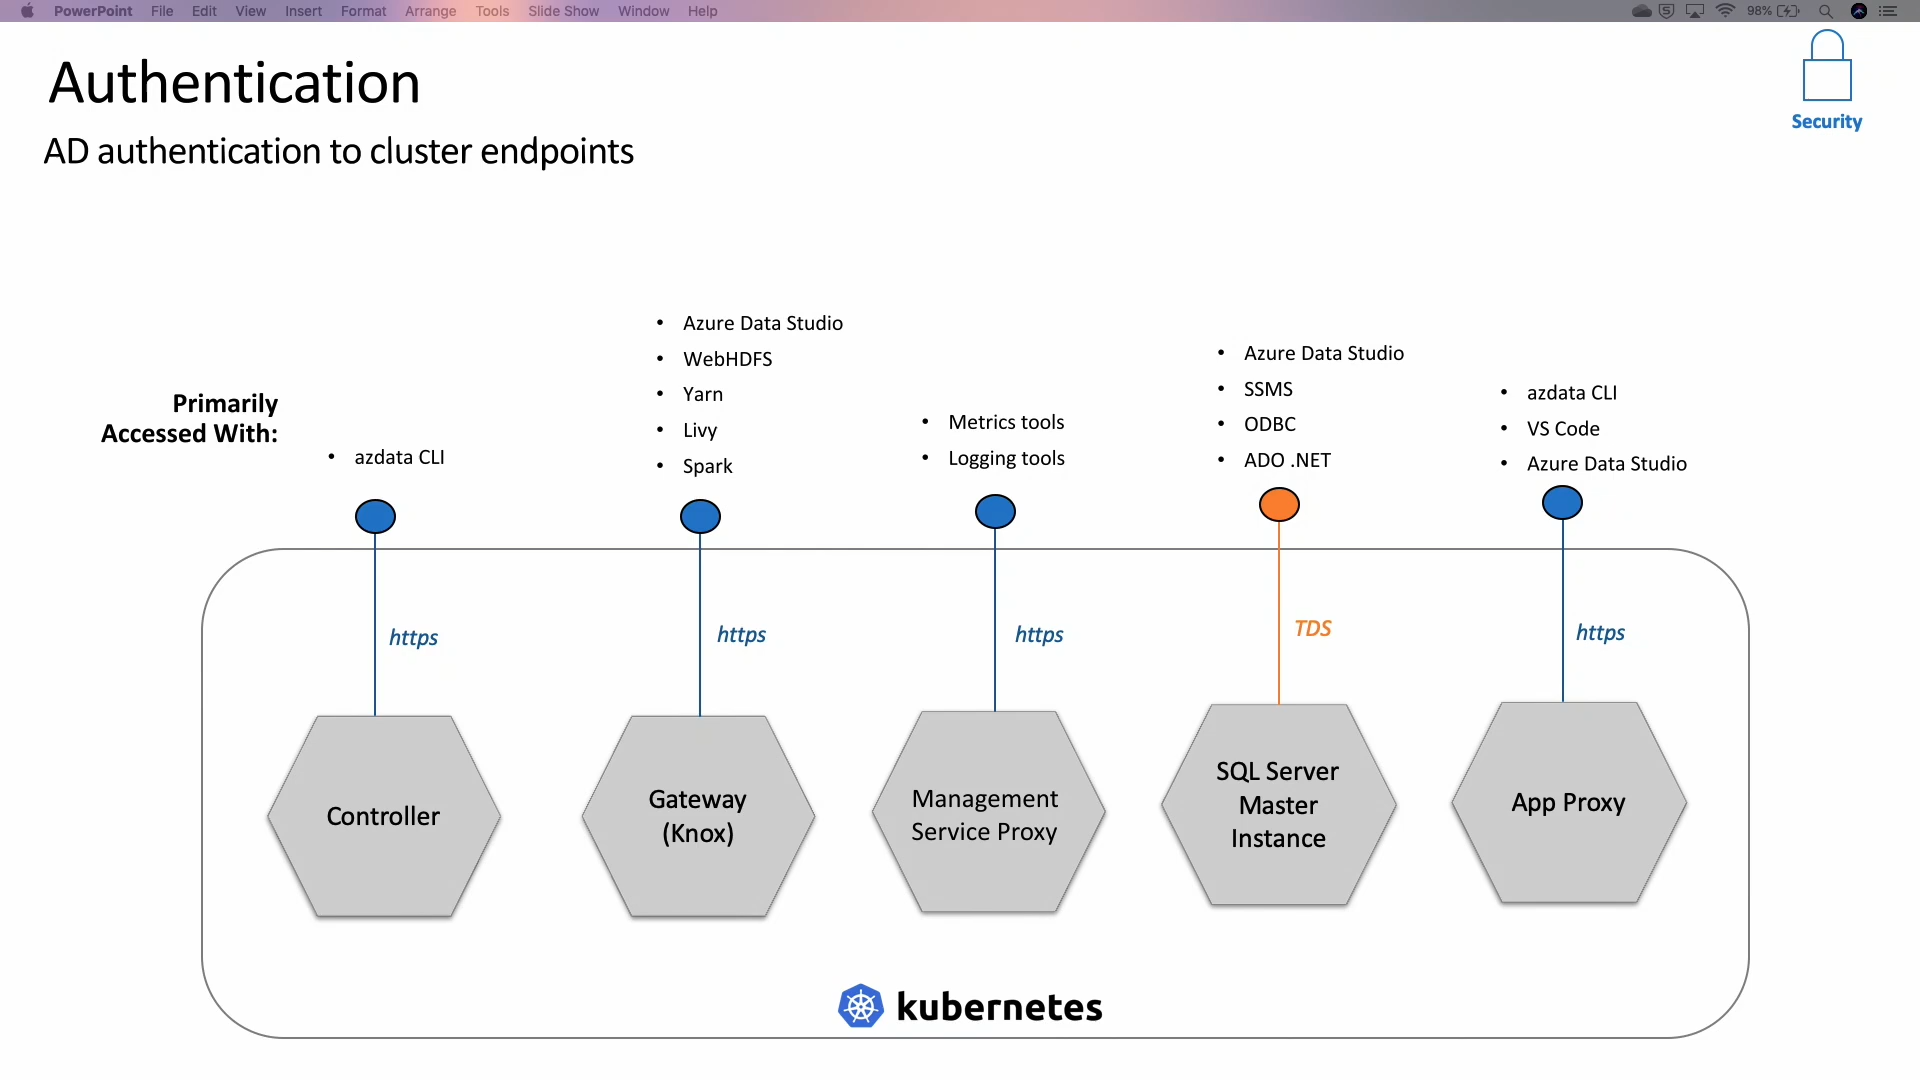 PowerPoint File Edit View Insert Format Arrange Tools Slide Show Window Help 98%
Authentication
Security
AD authentication to cluster endpoints
Primarily
Accessed With:
• azdata CLI
• Azure Data Studio
• WebHDFS
• Yarn
• Livy
• Spark
• Metrics tools
• Logging tools
• Azure Data Studio
• SSMS
• ODBC
• ADO .NET
• azdata CLI
• VS Code
• Azure Data Studio
https
https
https
TDS
https
Controller
Gateway
(Knox)
Management
Service Proxy
SQL Server
Master
Instance
App Proxy
kubernetes